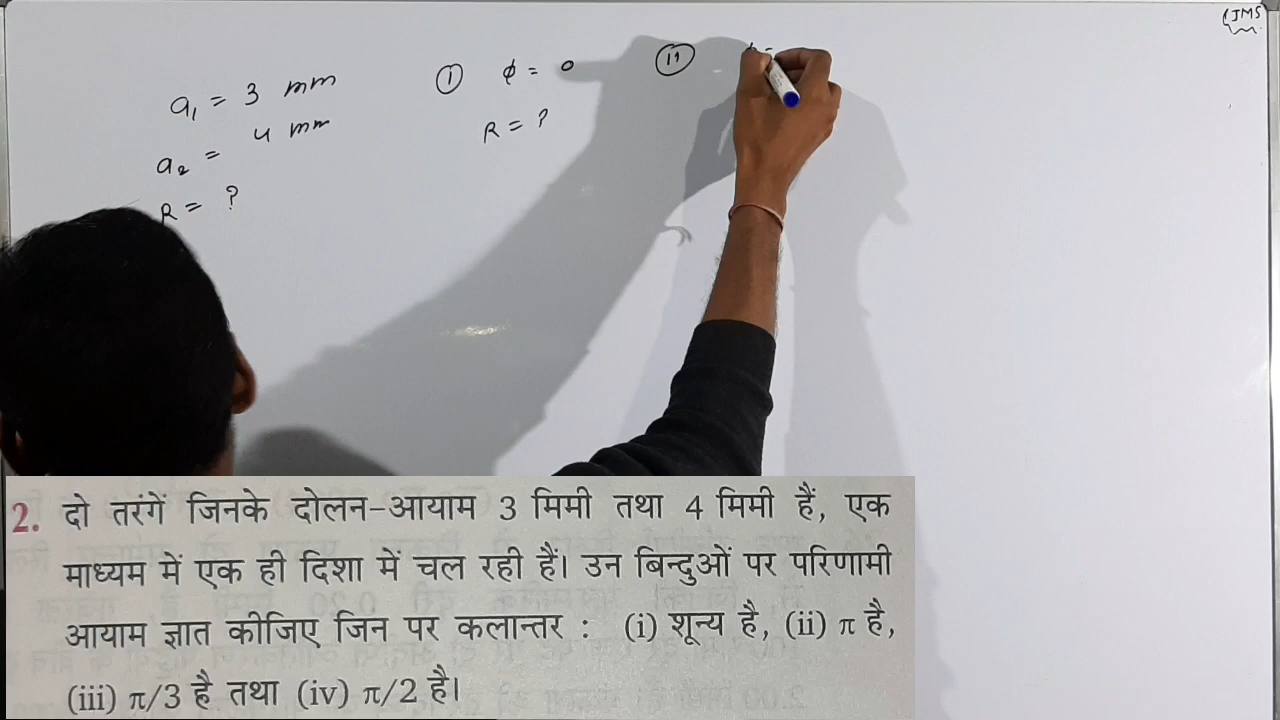 JMS
a₁ = 3 mm
a₂ = 4 mm
R = ?
(i) φ = 0
R = ?
(ii)
2. दो तरंगें जिनके दोलन-आयाम 3 मिमी तथा 4 मिमी हैं, एक
माध्यम में एक ही दिशा में चल रही हैं। उन बिन्दुओं पर परिणामी
आयाम ज्ञात कीजिए जिन पर कलान्तर : (i) शून्य है, (ii) π है,
(iii) π/3 है तथा (iv) π/2 है।